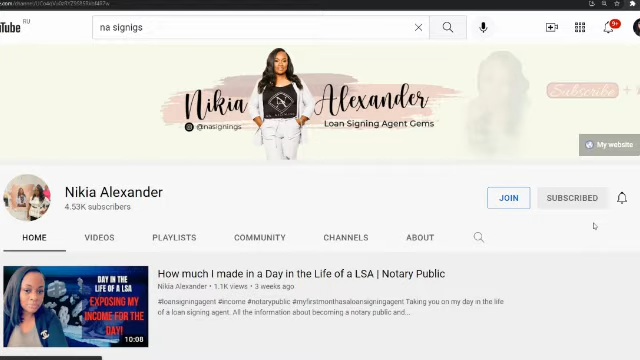 YouTube RU
na signigs
9+
Nikia Alexander
@nasignings
Loan Signing Agent Gems
Subscribe +
My website
Nikia Alexander
4.53K subscribers
JOIN
SUBSCRIBED
HOME
VIDEOS
PLAYLISTS
COMMUNITY
CHANNELS
ABOUT
DAY IN THE
LIFE OF A LSA
EXPOSING MY
INCOME FOR THE
DAY!
10:08
How much I made in a Day in the Life of a LSA | Notary Public
Nikia Alexander • 1.1K views • 3 weeks ago
#loansigningagent #income #notarypublic #myfirstmonthasaloansigningagent Taking you on my day in the life
of a loan signing agent. All the information about becoming a notary public and...